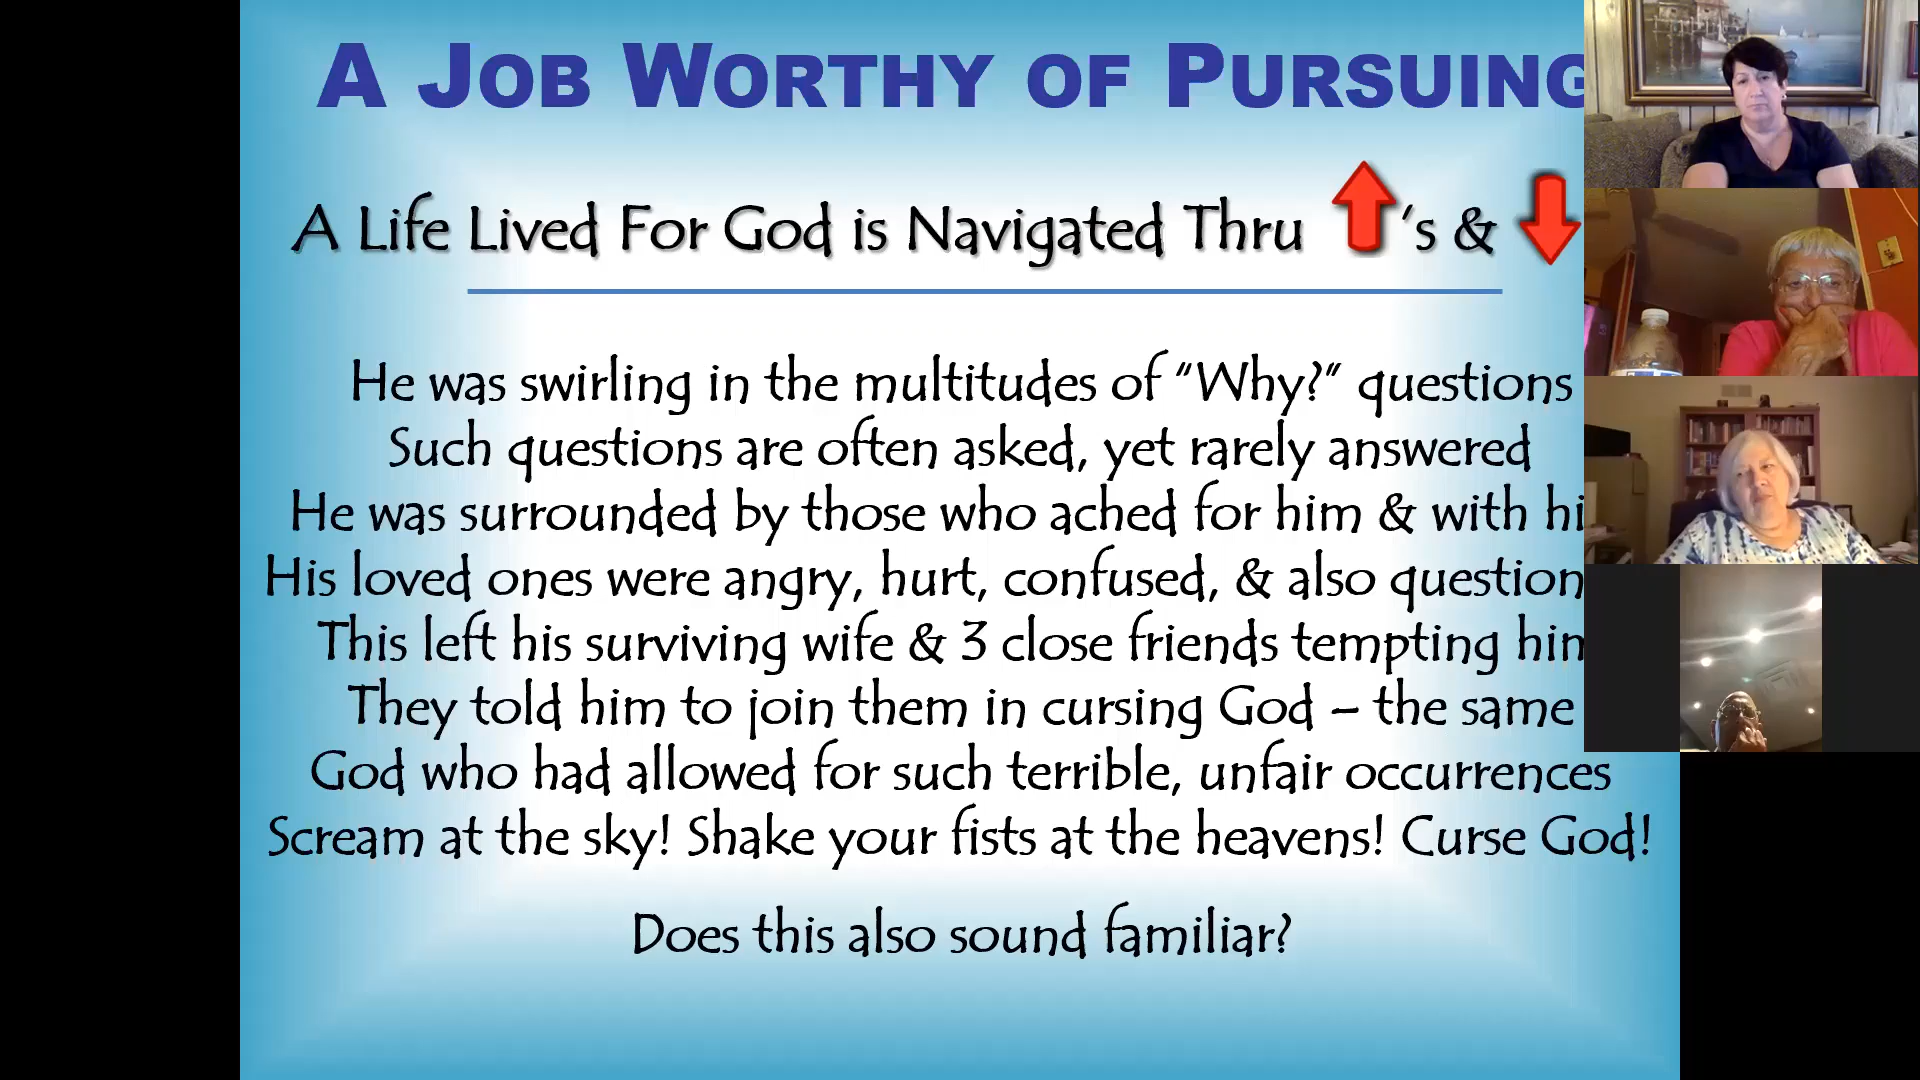 A JOB WORTHY OF PURSUING
A Life Lived For God is Navigated Thru 's &
He was swirling in the multitudes of "Why?" questions
Such questions are often asked, yet rarely answered
He was surrounded by those who ached for him & with hi
His loved ones were angry, hurt, confused, & also question
This left his surviving wife & 3 close friends tempting him
They told him to join them in cursing God – the same
God who had allowed for such terrible, unfair occurrences
Scream at the sky! Shake your fists at the heavens! Curse God!
Does this also sound familiar?